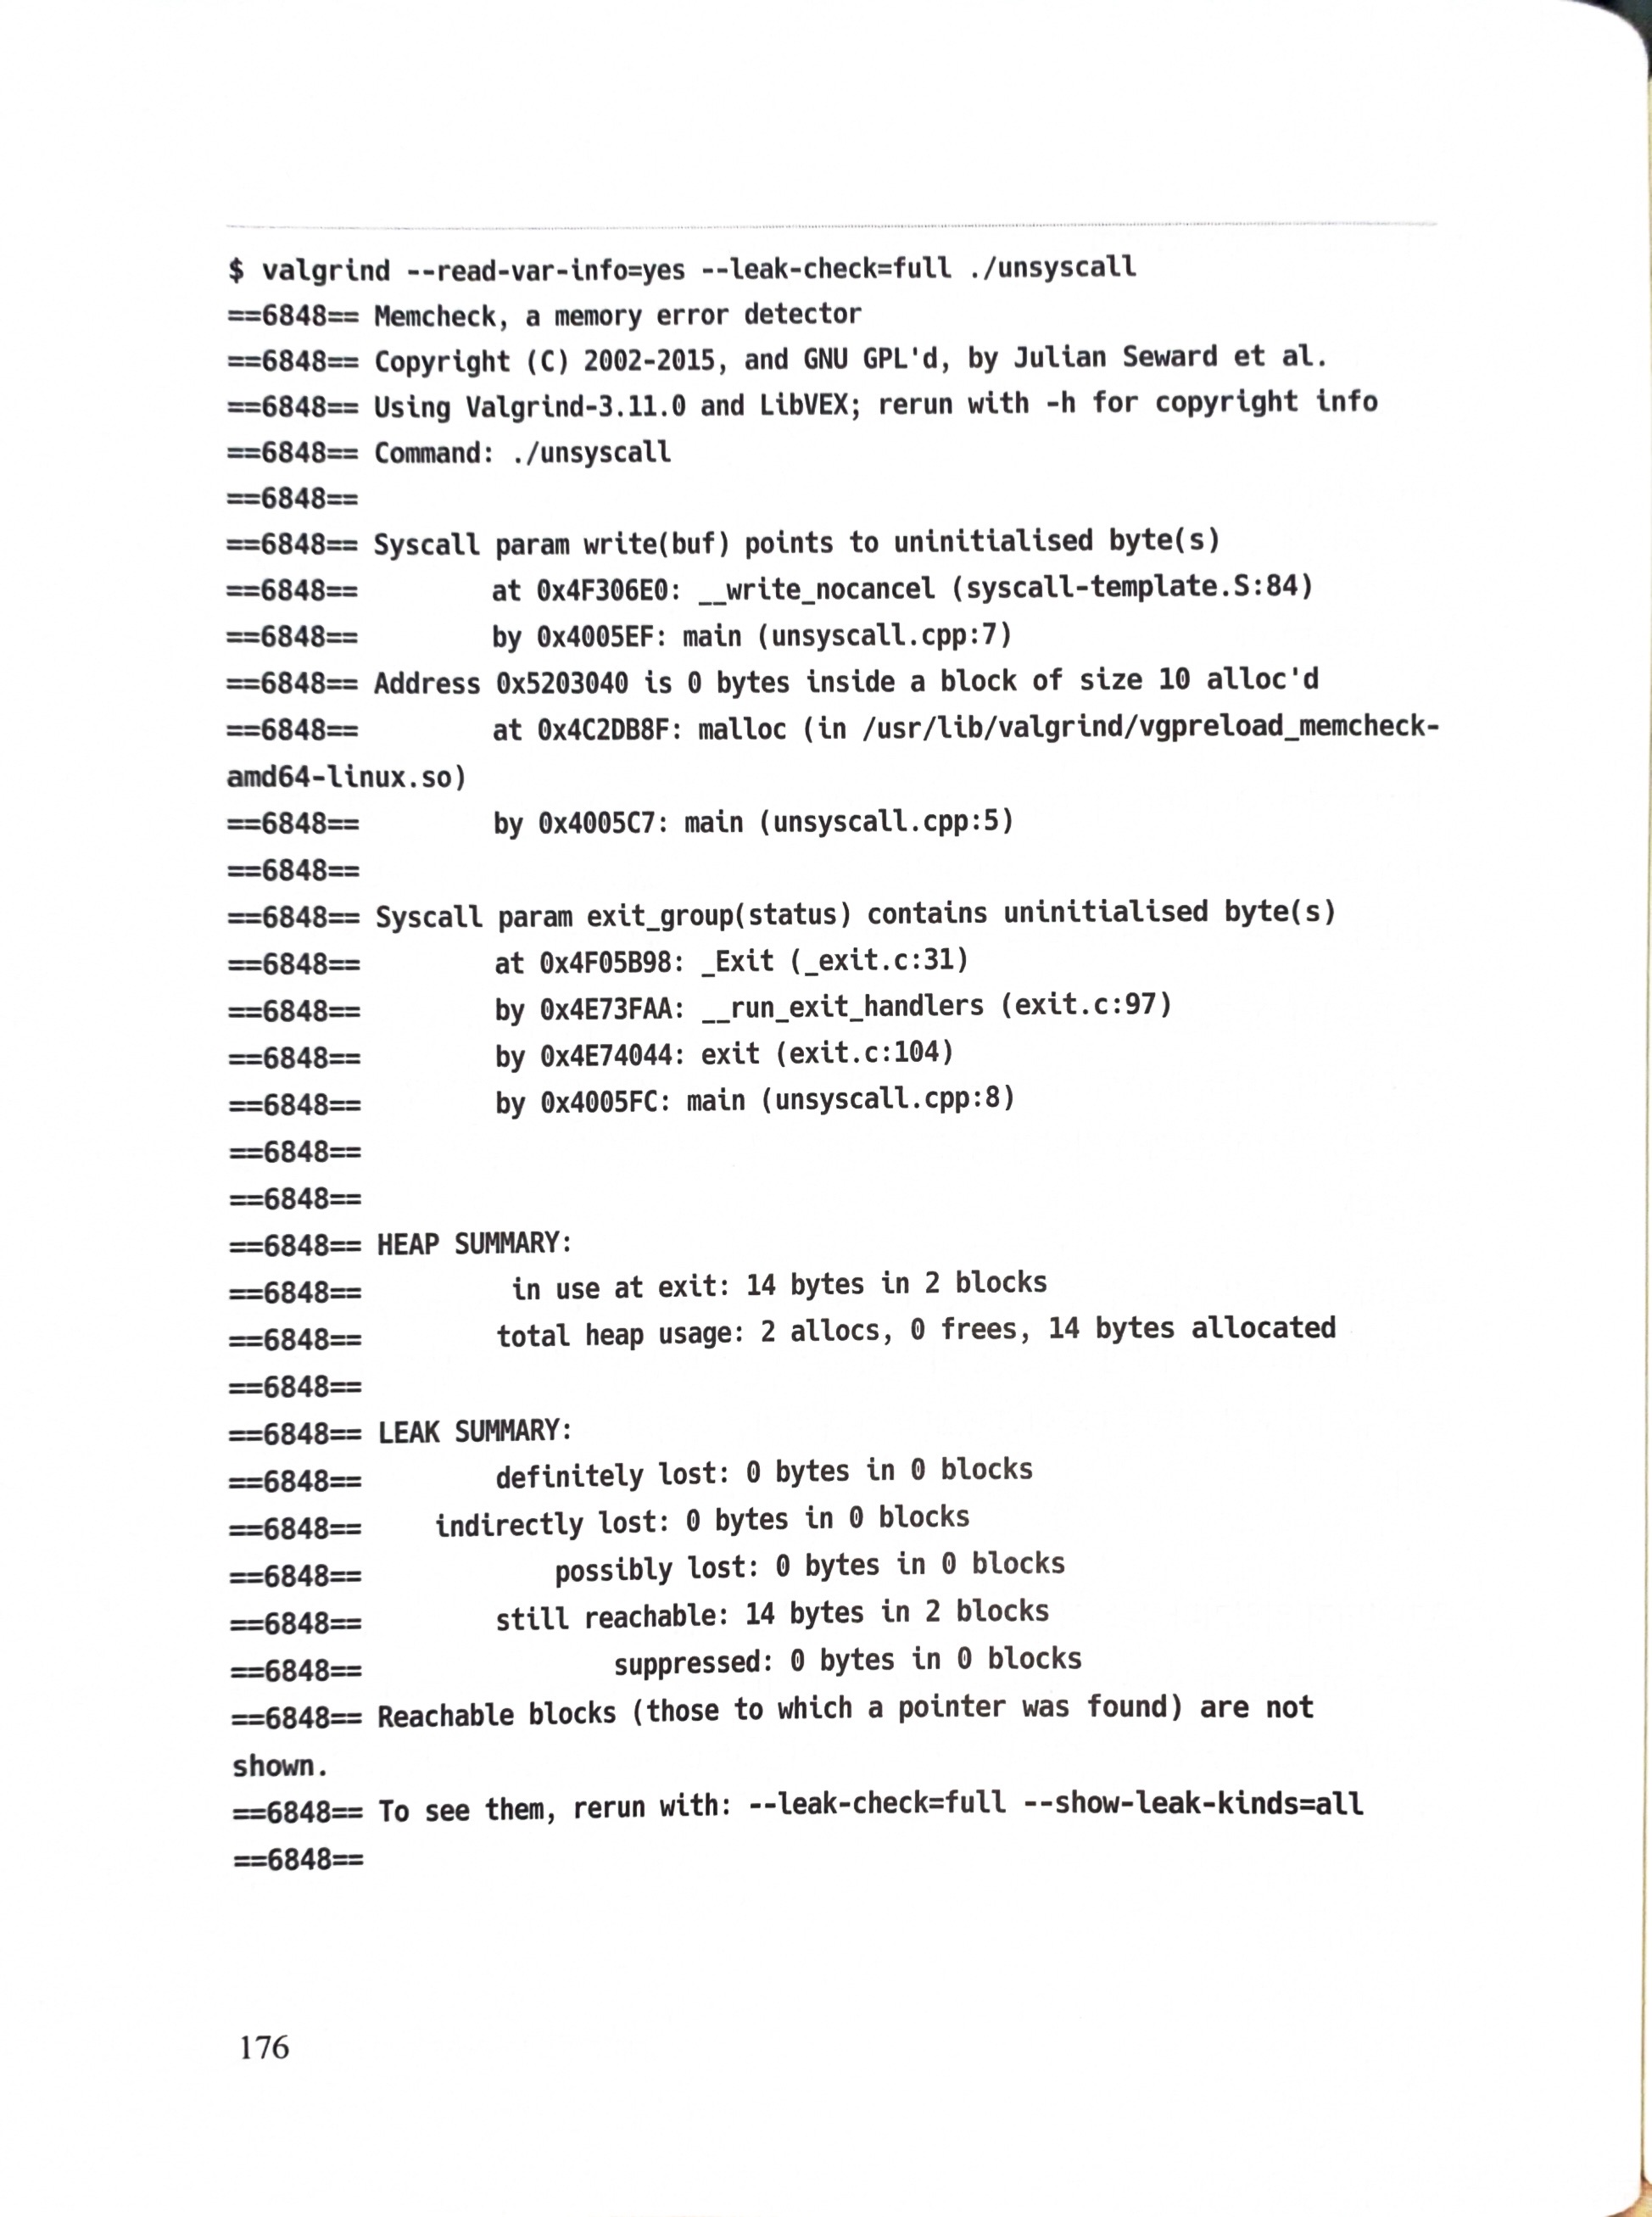 $ valgrind --read-var-info=yes --leak-check=full ./unsyscall
==6848== Memcheck, a memory error detector
==6848== Copyright (C) 2002-2015, and GNU GPL'd, by Julian Seward et al.
==6848== Using Valgrind-3.11.0 and LibVEX; rerun with -h for copyright info
==6848== Command: ./unsyscall
==6848==
==6848== Syscall param write(buf) points to uninitialised byte(s)
==6848==         at 0x4F306E0: __write_nocancel (syscall-template.S:84)
==6848==         by 0x4005EF: main (unsyscall.cpp:7)
==6848== Address 0x5203040 is 0 bytes inside a block of size 10 alloc'd
==6848==         at 0x4C2DB8F: malloc (in /usr/lib/valgrind/vgpreload_memcheck-
amd64-linux.so)
==6848==         by 0x4005C7: main (unsyscall.cpp:5)
==6848==
==6848== Syscall param exit_group(status) contains uninitialised byte(s)
==6848==         at 0x4F05B98: _Exit (_exit.c:31)
==6848==         by 0x4E73FAA: __run_exit_handlers (exit.c:97)
==6848==         by 0x4E74044: exit (exit.c:104)
==6848==         by 0x4005FC: main (unsyscall.cpp:8)
==6848==
==6848==
==6848== HEAP SUMMARY:
==6848==          in use at exit: 14 bytes in 2 blocks
==6848==         total heap usage: 2 allocs, 0 frees, 14 bytes allocated
==6848==
==6848== LEAK SUMMARY:
==6848==         definitely lost: 0 bytes in 0 blocks
==6848==     indirectly lost: 0 bytes in 0 blocks
==6848==             possibly lost: 0 bytes in 0 blocks
==6848==         still reachable: 14 bytes in 2 blocks
==6848==                 suppressed: 0 bytes in 0 blocks
==6848== Reachable blocks (those to which a pointer was found) are not
shown.
==6848== To see them, rerun with: --leak-check=full --show-leak-kinds=all
==6848==
176